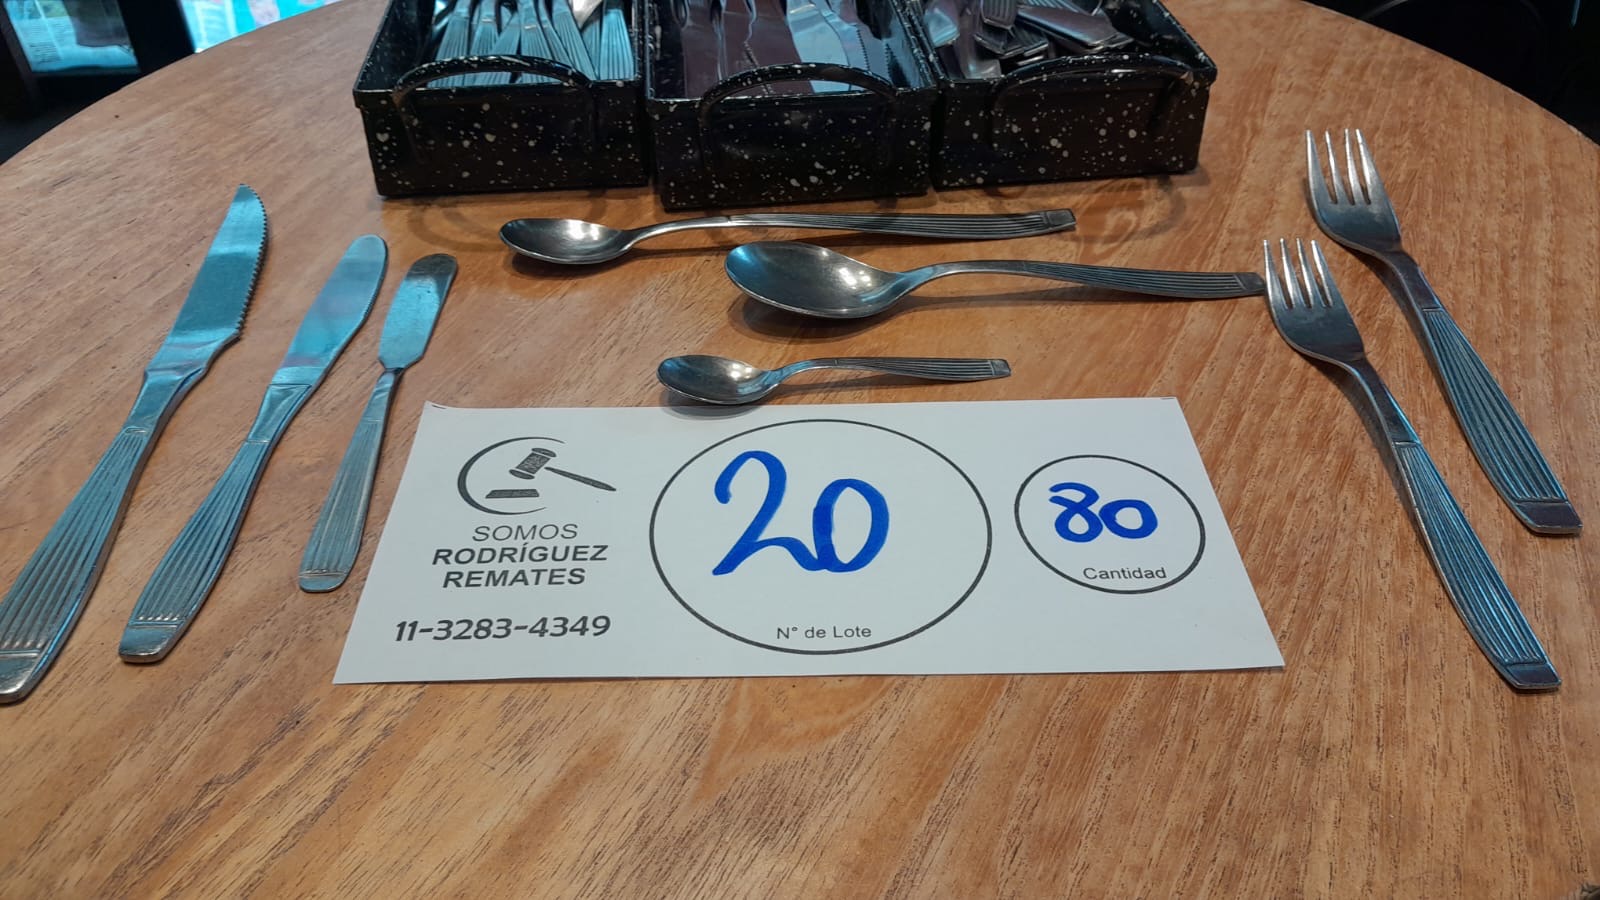 SOMOS
RODRÍGUEZ
REMATES
11-3283-4349
20
N° de Lote
80
Cantidad